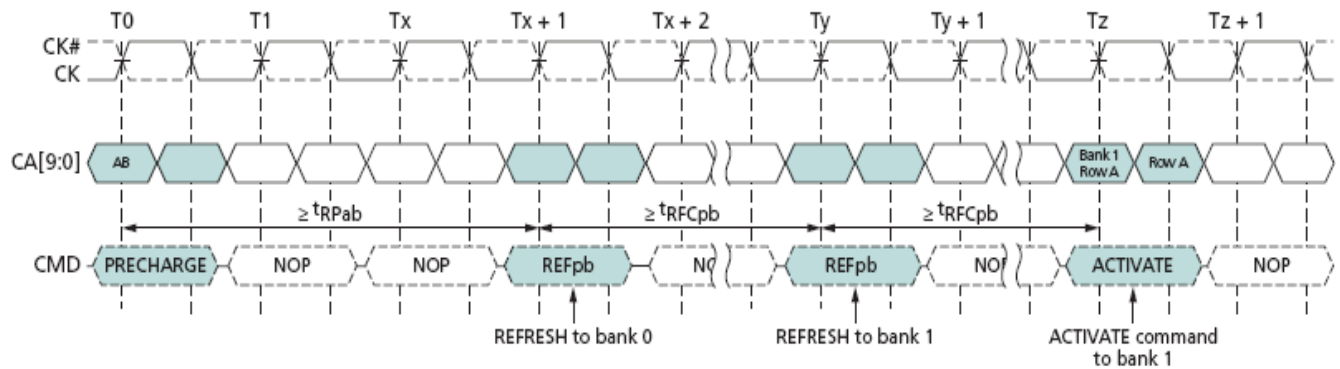 T0 T1 Tx Tx + 1 Tx + 2 Ty Ty + 1 Tz Tz + 1
CK#
CK
CA[9:0] AB Bank 1 Row A Row A
≥ tRPab ≥ tRFCpb ≥ tRFCpb
CMD PRECHARGE NOP NOP REFpb REFpb ACTIVATE NOP
REFRESH to bank 0 REFRESH to bank 1 ACTIVATE command
to bank 1